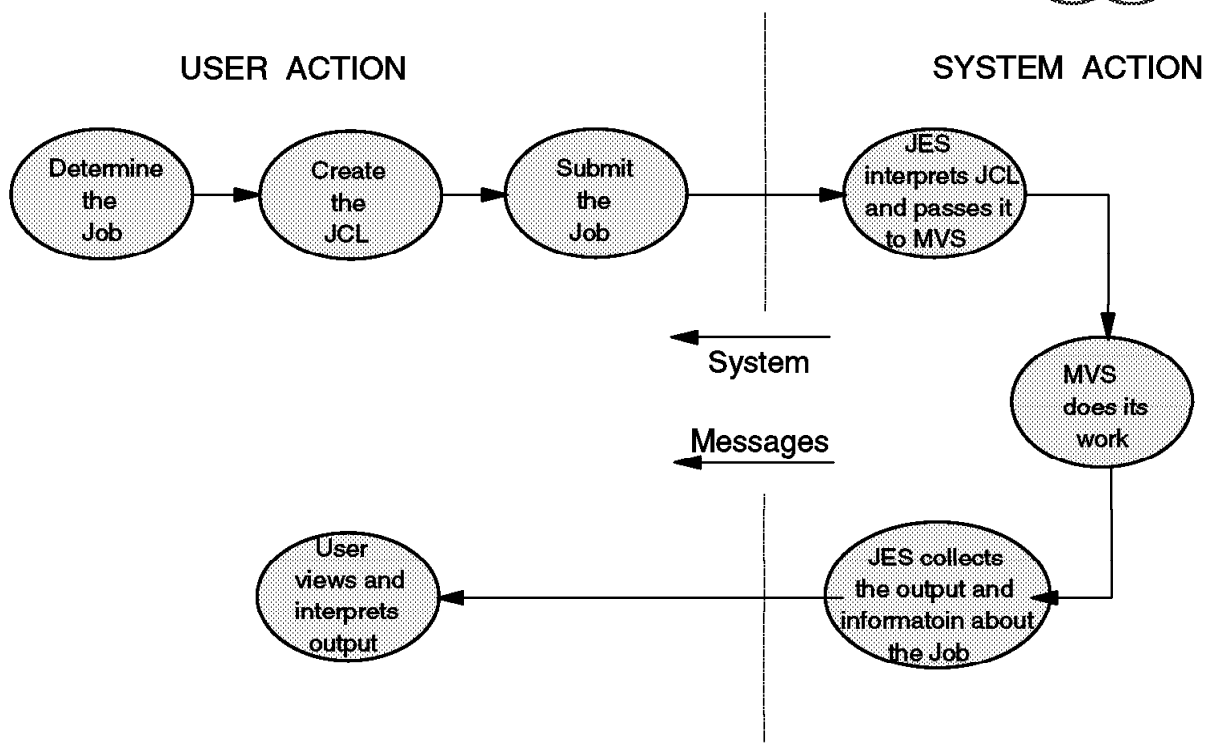 USER ACTION
SYSTEM ACTION
Determine
the
Job
Create
the
JCL
Submit
the
Job
JES
interprets JCL
and passes it
to MVS
System
MVS
does its
work
Messages
User
views and
interprets
output
JES collects
the output and
informatoin about
the Job